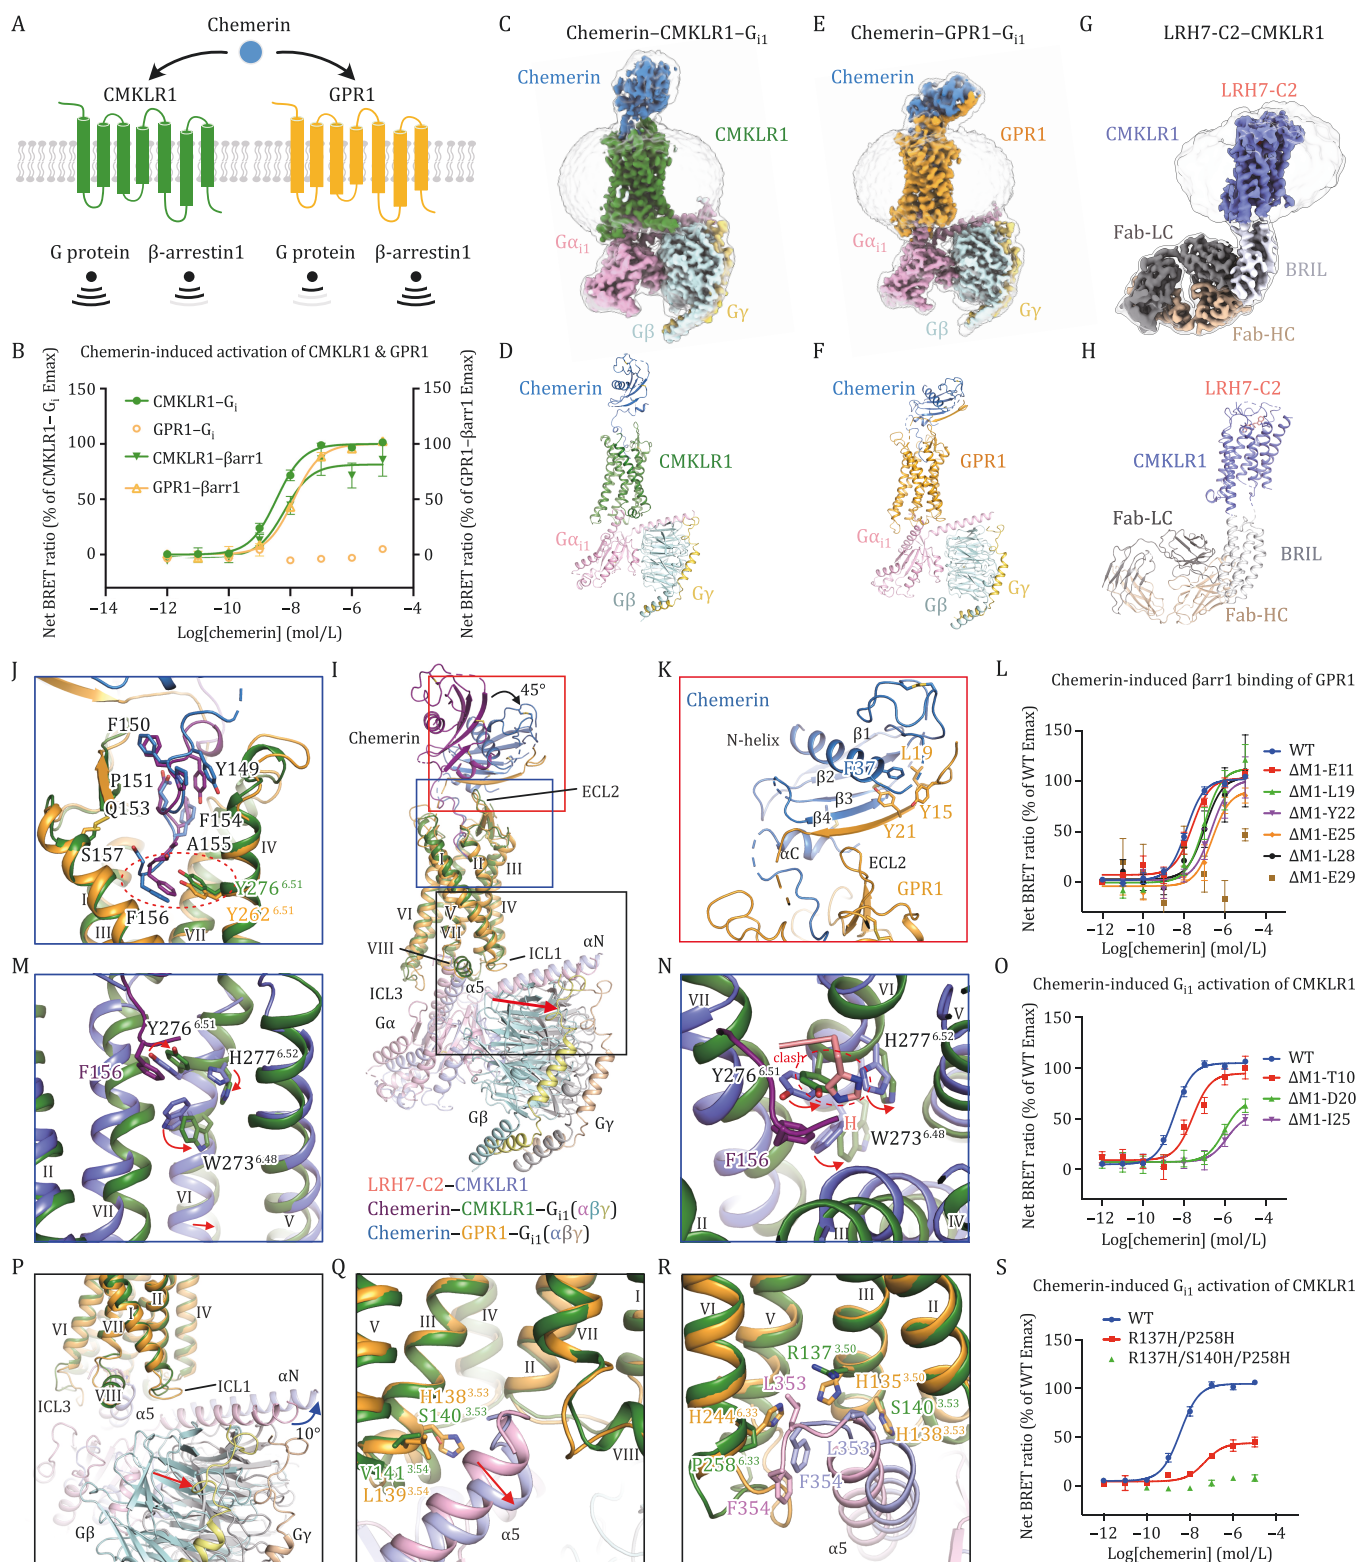 A
Chemerin
CMKLR1
GPR1
G protein
β-arrestin1
G protein
β-arrestin1
B
Chemerin-induced activation of CMKLR1 & GPR1
Net BRET ratio (% of CMKLR1– Gi Emax)
Net BRET ratio (% of GPR1–βarr1 Emax)
150
100
50
0
150
100
50
0
CMKLR1–Gi
GPR1–Gi
CMKLR1–βarr1
GPR1–βarr1
−14
−12
−10
−8
−6
−4
Log[chemerin] (mol/L)
C
Chemerin–CMKLR1–Gi1
Chemerin
CMKLR1
Gαi1
Gβ
Gγ
D
Chemerin
CMKLR1
Gαi1
Gβ
Gγ
E
Chemerin–GPR1–Gi1
Chemerin
GPR1
Gαi1
Gβ
Gγ
F
Chemerin
GPR1
Gαi1
Gβ
Gγ
G
LRH7-C2–CMKLR1
LRH7-C2
CMKLR1
Fab-LC
BRIL
Fab-HC
H
LRH7-C2
CMKLR1
Fab-LC
BRIL
Fab-HC
J
F150
P151
Y149
Q153
F154
S157
A155
IV
I
Y276 6.51
Y262 6.51
F156
III
VII
I
45°
Chemerin
ECL2
I
II
III
VI
V
IV
VII
VIII
ICL1
αN
α5
ICL3
Gα
Gβ
Gγ
LRH7-C2–CMKLR1
Chemerin–CMKLR1–Gi1(αβγ)
Chemerin–GPR1–Gi1(αβγ)
K
Chemerin
β1
N-helix
L19
F37
β2
β3
Y15
β4
Y21
αC
ECL2
GPR1
L
Chemerin-induced βarr1 binding of GPR1
Net BRET ratio (% of WT Emax)
150
100
50
0
WT
ΔM1-E11
ΔM1-L19
ΔM1-Y22
ΔM1-E25
ΔM1-L28
ΔM1-E29
−12
−10
−8
−6
−4
Log[chemerin] (mol/L)
M
Y276 6.51
H277 6.52
F156
W273 6.48
II
VI
VII
V
N
VI
VII
V
H277 6.52
clash
Y276 6.51
H
W273 6.48
F156
II
III
IV
O
Chemerin-induced Gi1 activation of CMKLR1
Net BRET ratio (% of WT Emax)
150
100
50
0
WT
ΔM1-T10
ΔM1-D20
ΔM1-I25
−12
−10
−8
−6
−4
Log[chemerin] (mol/L)
P
II
I
IV
VI
VII
VIII
ICL1
αN
ICL3
α5
10°
Gβ
Gγ
Q
I
IV
III
V
VII
II
H138 3.53
S140 3.53
VIII
V141 3.54
L139 3.54
α5
R
III
VI
II
V
R137 3.50
L353
H135 3.50
S140 3.53
H244 6.33
H138 3.53
L353
P258 6.33
F354
F354
α5
S
Chemerin-induced Gi1 activation of CMKLR1
Net BRET ratio (% of WT Emax)
150
100
50
0
WT
R137H/P258H
R137H/S140H/P258H
−12
−10
−8
−6
−4
Log[chemerin] (mol/L)